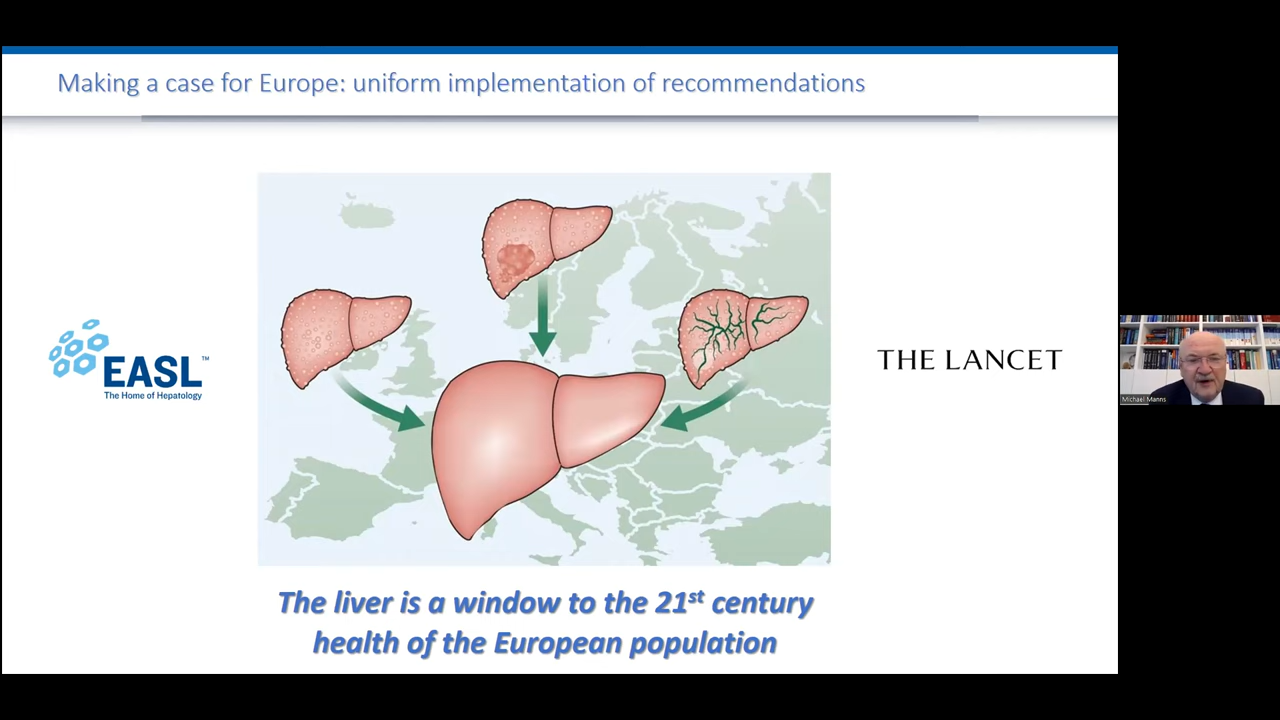 Making a case for Europe: uniform implementation of recommendations
EASL™
The Home of Hepatology
THE LANCET
Michael Manns
The liver is a window to the 21st century
health of the European population